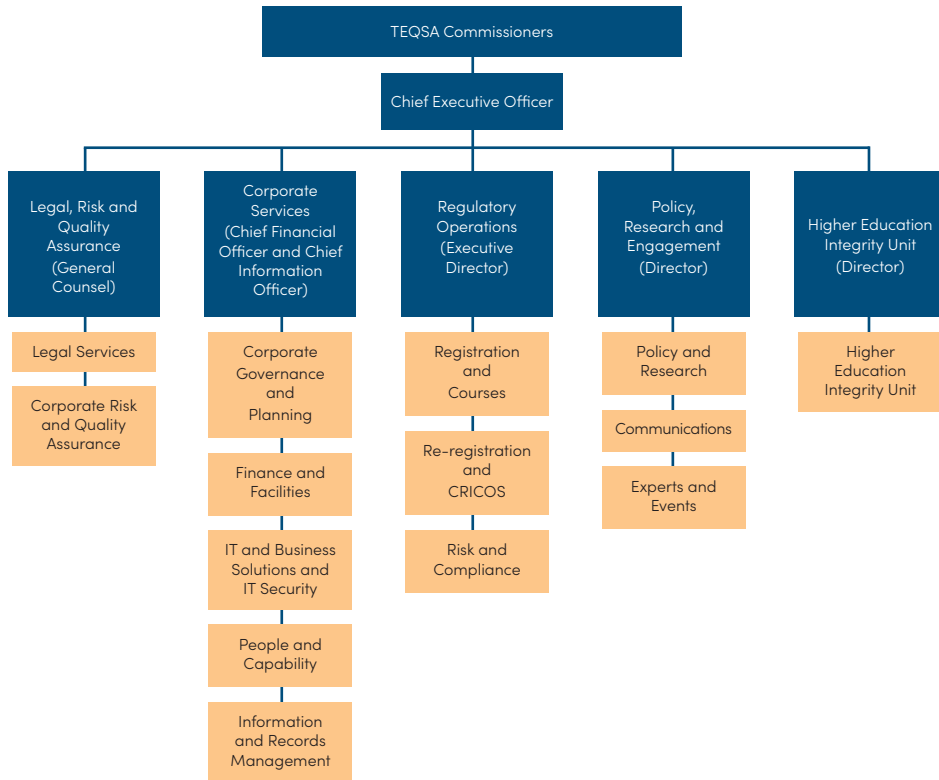 TEQSA Commissioners
Chief Executive Officer
Legal, Risk and
Quality
Assurance
(General
Counsel)
Corporate
Services
(Chief Financial
Officer and Chief
Information
Officer)
Regulatory
Operations
(Executive
Director)
Policy,
Research and
Engagement
(Director)
Higher Education
Integrity Unit
(Director)
Legal Services
Corporate Risk
and Quality
Assurance
Corporate
Governance
and
Planning
Finance and
Facilities
IT and Business
Solutions and
IT Security
People and
Capability
Information
and Records
Management
Registration
and
Courses
Re-registration
and
CRICOS
Risk and
Compliance
Policy and
Research
Communications
Experts and
Events
Higher
Education
Integrity Unit